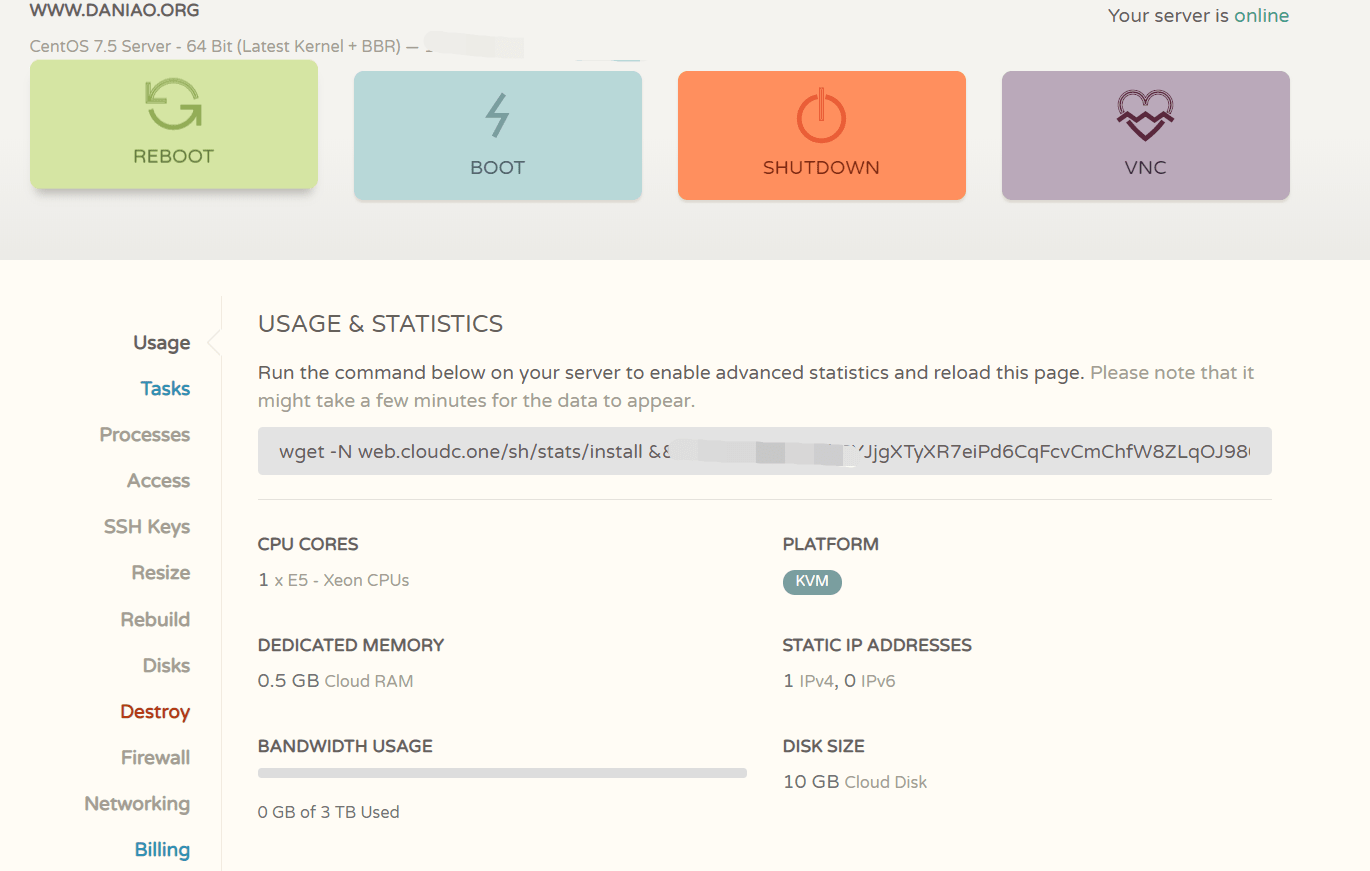 WWW.DANIAO.ORG
Your server is online
CentOS 7.5 Server - 64 Bit (Latest Kernel + BBR) —
REBOOT
BOOT
SHUTDOWN
VNC
Usage
Tasks
Processes
Access
SSH Keys
Resize
Rebuild
Disks
Destroy
Firewall
Networking
Billing
USAGE & STATISTICS
Run the command below on your server to enable advanced statistics and reload this page. Please note that it
might take a few minutes for the data to appear.
wget -N web.cloudc.one/sh/stats/install && YJjgXTyXR7eiPd6CqFcvCmChfW8ZLqOJ98
CPU CORES
1 x E5 - Xeon CPUs
PLATFORM
KVM
DEDICATED MEMORY
0.5 GB Cloud RAM
STATIC IP ADDRESSES
1 IPv4, 0 IPv6
BANDWIDTH USAGE
0 GB of 3 TB Used
DISK SIZE
10 GB Cloud Disk